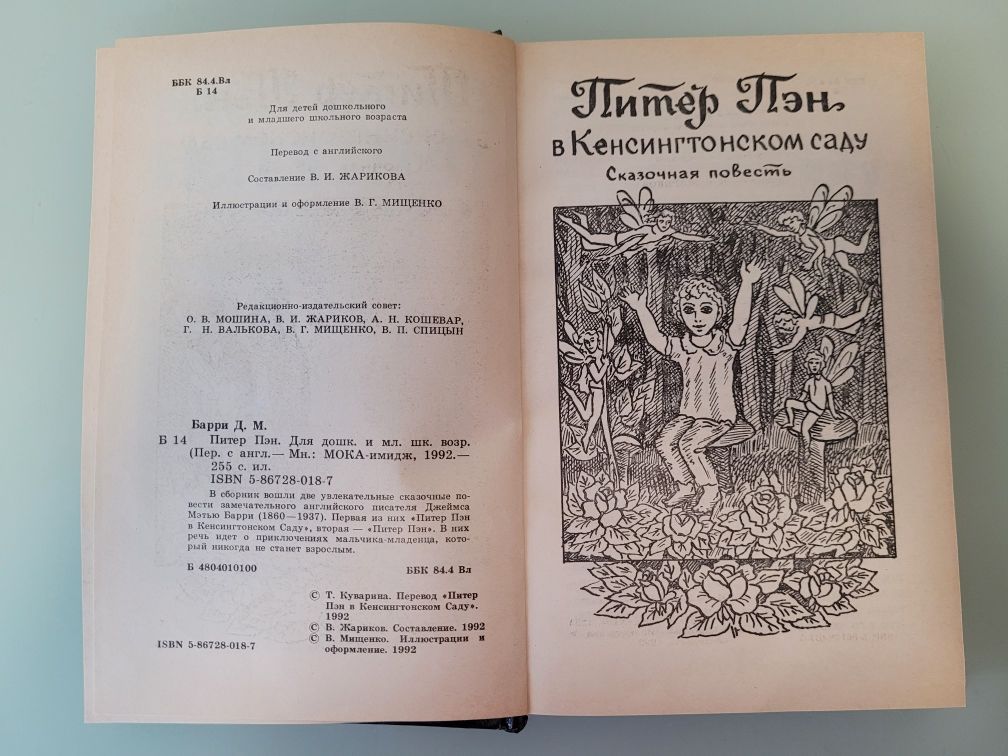 ББК 84.4.Вл
Б 14
Для детей дошкольного
и младшего школьного возраста
Перевод с английского
Составление В. И. ЖАРИКОВА
Иллюстрации и оформление В. Г. МИЩЕНКО
Редакционно-издательский совет:
О. В. МОШИНА, В. И. ЖАРИКОВ, А. Н. КОШЕВАР,
Г. Н. ВАЛЬКОВА, В. Г. МИЩЕНКО, В. П. СПИЦЫН
Барри Д. М.
Б 14 Питер Пэн. Для дошк. и мл. шк. возр.
(Пер. с англ.— Мн.: МОКА-имидж, 1992.—
255 с. ил.
ISBN 5-86728-018-7
В сборник вошли две увлекательные сказочные по-
вести замечательного английского писателя Джеймса
Мэтью Барри (1860—1937). Первая из них «Питер Пэн
в Кенсингтонском Саду», вторая — «Питер Пэн». В них
речь идет о приключениях мальчика-младенца, кото-
рый никогда не станет взрослым.
Б 4804010100 ББК 84.4 Вл
© Т. Куварина. Перевод «Питер
Пэн в Кенсингтонском Саду».
1992
© В. Жариков. Составление. 1992
© В. Мищенко. Иллюстрации и
оформление. 1992
ISBN 5-86728-018-7
Питер Пэн
в Кенсингтонском саду
Сказочная повесть